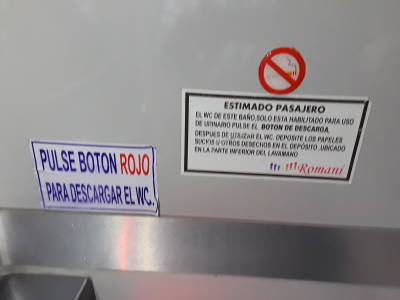 ESTIMADO PASAJERO
EL WC DE ESTE BAÑO, SOLO ESTA HABILITADO PARA USO
DE URINARIO PULSE EL BOTON DE DESCARGA.
DESPUES DE UTILIZAR EL WC, DEPOSITE LOS PAPELES
SUCIOS U OTROS DESECHOS EN EL DEPÓSITO, UBICADO
EN LA PARTE INFERIOR DEL LAVAMANO
Romani
PULSE BOTON ROJO
PARA DESCARGAR EL WC.